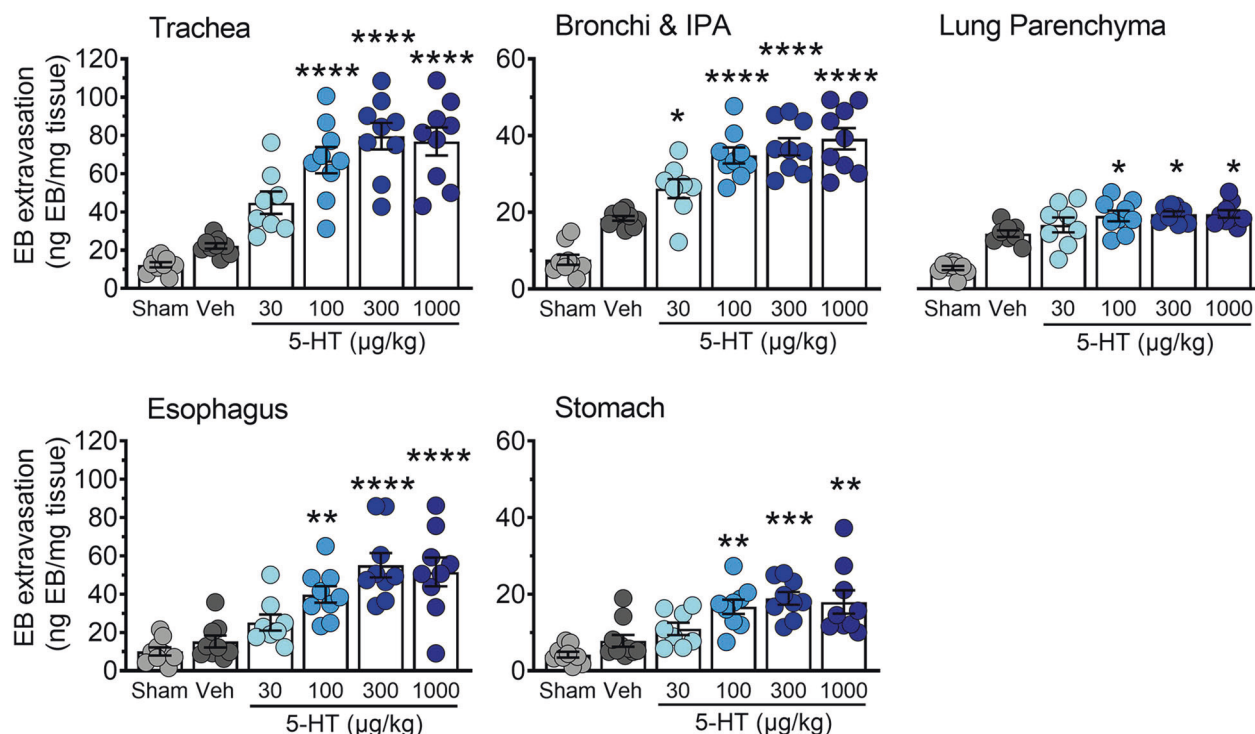 Trachea
EB extravasation
(ng EB/mg tissue)
120
100
80
60
40
20
0
****
****
****
Sham Veh 30 100 300 1000
5-HT (µg/kg)
Bronchi & IPA
60
40
20
0
*
****
****
****
Sham Veh 30 100 300 1000
5-HT (µg/kg)
Lung Parenchyma
*
*
*
Sham Veh 30 100 300 1000
5-HT (µg/kg)
Esophagus
EB extravasation
(ng EB/mg tissue)
120
100
80
60
40
20
0
**
****
****
Sham Veh 30 100 300 1000
5-HT (µg/kg)
Stomach
60
40
20
0
**
***
**
Sham Veh 30 100 300 1000
5-HT (µg/kg)